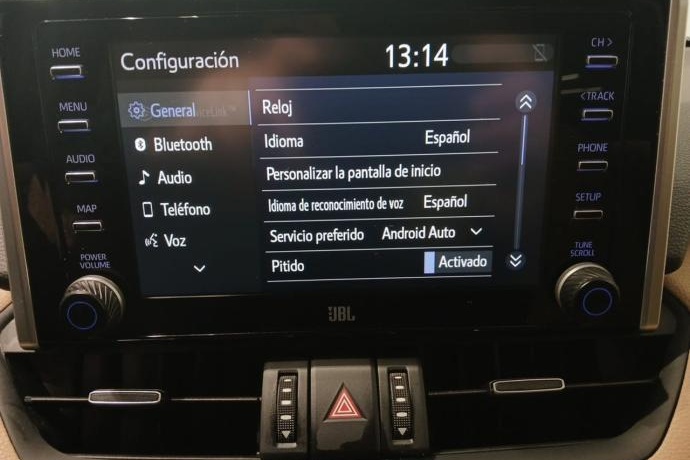 Configuración
13:14
General
Bluetooth
Audio
Teléfono
Voz
Reloj
Idioma Español
Personalizar la pantalla de inicio
Idioma de reconocimiento de voz Español
Servicio preferido Android Auto
Pitido Activado
HOME
MENU
AUDIO
MAP
POWER
VOLUME
CH >
< TRACK
PHONE
SETUP
TUNE
SCROLL
JBL